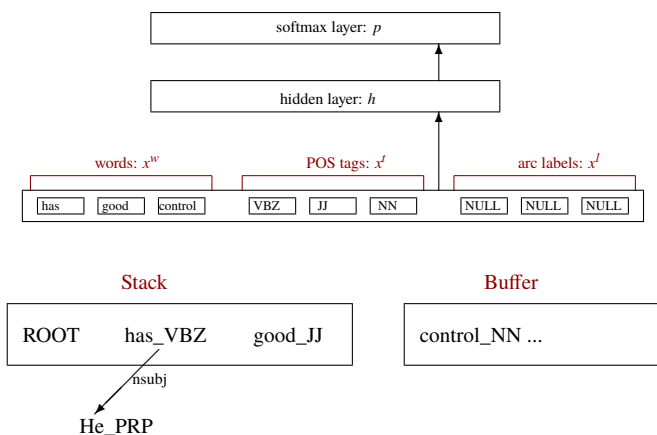 softmax layer: p
hidden layer: h
words: x^w POS tags: x^t arc labels: x^l
has good control VBZ JJ NN NULL NULL NULL
Stack Buffer
ROOT has_VBZ good_JJ control_NN ...
nsubj
He_PRP